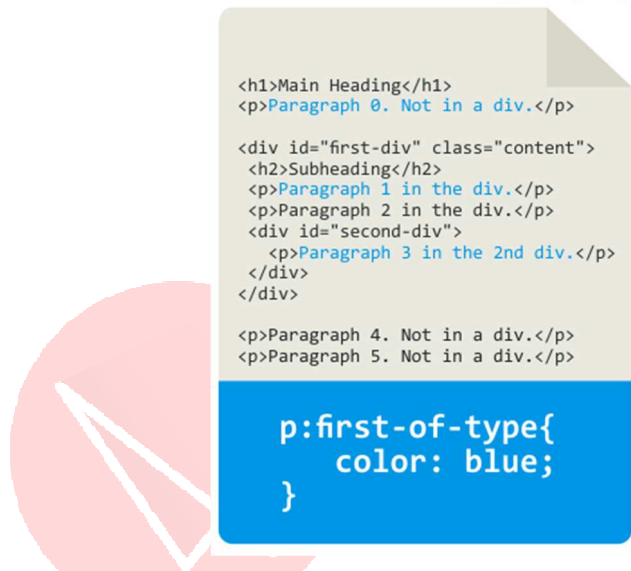 <h1>Main Heading</h1>
<p>Paragraph 0. Not in a div.</p>
<div id="first-div" class="content">
<h2>Subheading</h2>
<p>Paragraph 1 in the div.</p>
<p>Paragraph 2 in the div.</p>
<div id="second-div">
<p>Paragraph 3 in the 2nd div.</p>
</div>
</div>
<p>Paragraph 4. Not in a div.</p>
<p>Paragraph 5. Not in a div.</p>
p:first-of-type{
color: blue;
}